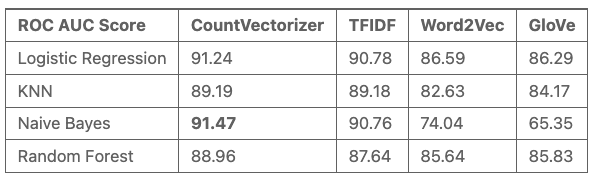 ROC AUC Score CountVectorizer TFIDF Word2Vec GloVe
Logistic Regression 91.24 90.78 86.59 86.29
KNN 89.19 89.18 82.63 84.17
Naive Bayes 91.47 90.76 74.04 65.35
Random Forest 88.96 87.64 85.64 85.83